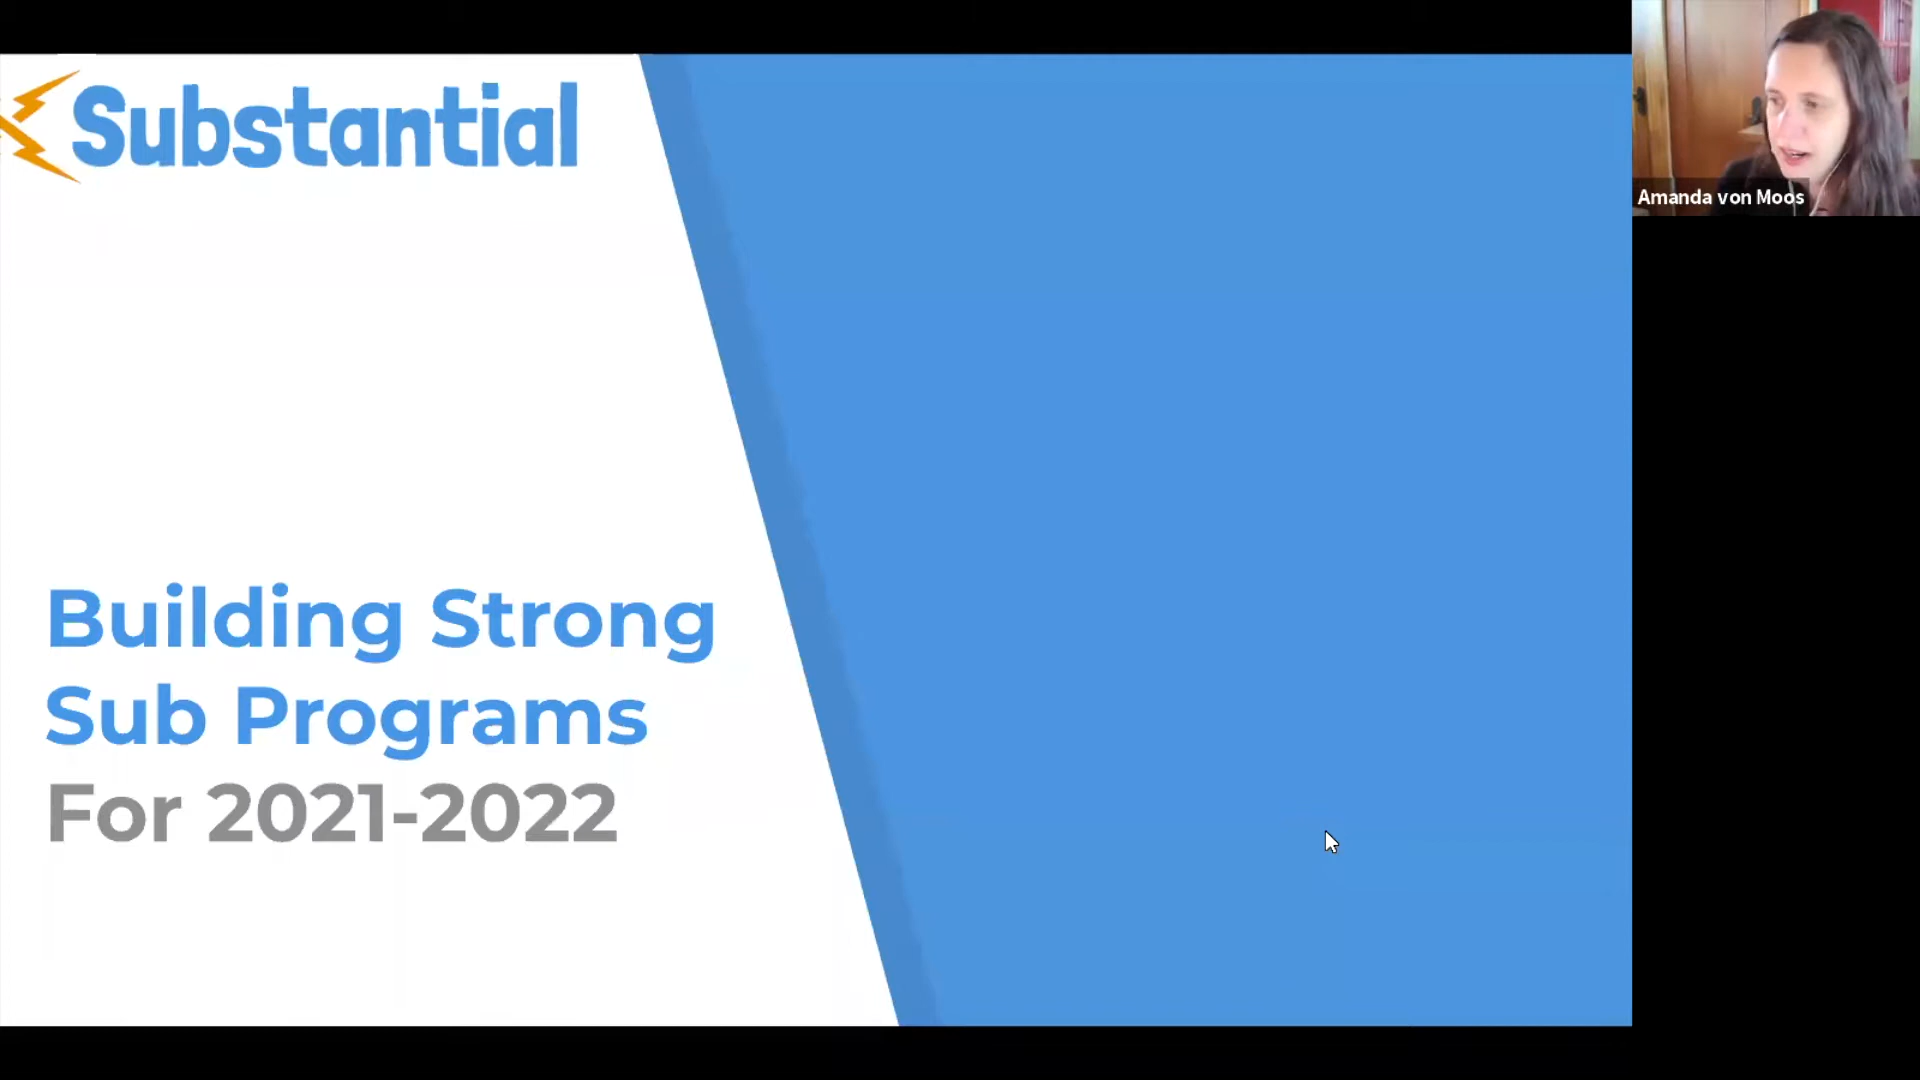 Substantial
Amanda von Moos
Building Strong
Sub Programs
For 2021-2022